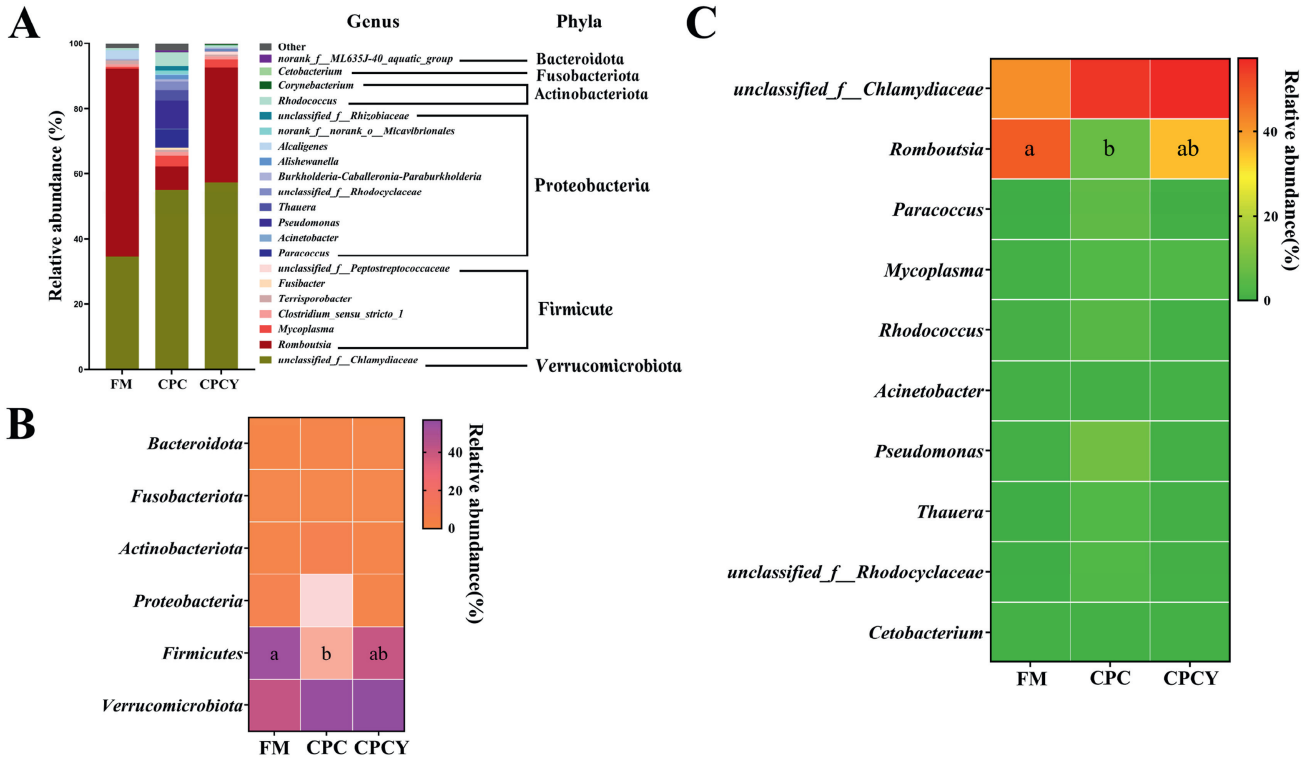 A
Genus
Phyla
Relative abundance (%)
100
80
60
40
20
0
FM
CPC
CPCY
Other
norank_f__ML635J-40_aquatic_group
Cetobacterium
Corynebacterium
Rhodococcus
unclassified_f__Rhizobiaceae
norank_f__norank_o__Micavibrionales
Alcaligenes
Alishewanella
Burkholderia-Caballeronia-Paraburkholderia
unclassified_f__Rhodocyclaceae
Thauera
Pseudomonas
Acinetobacter
Paracoccus
unclassified_f__Peptostreptococcaceae
Fusibacter
Terrisporobacter
Clostridium_sensu_stricto_1
Mycoplasma
Romboutsia
unclassified_f__Chlamydiaceae
Bacteroidota
Fusobacteriota
Actinobacteriota
Proteobacteria
Firmicute
Verrucomicrobiota
B
Bacteroidota
Fusobacteriota
Actinobacteriota
Proteobacteria
Firmicutes
a
b
ab
Verrucomicrobiota
FM
CPC
CPCY
40
20
0
Relative abundance(%)
C
unclassified_f__Chlamydiaceae
Romboutsia
a
b
ab
Paracoccus
Mycoplasma
Rhodococcus
Acinetobacter
Pseudomonas
Thauera
unclassified_f__Rhodocyclaceae
Cetobacterium
FM
CPC
CPCY
40
20
0
Relative abundance(%)